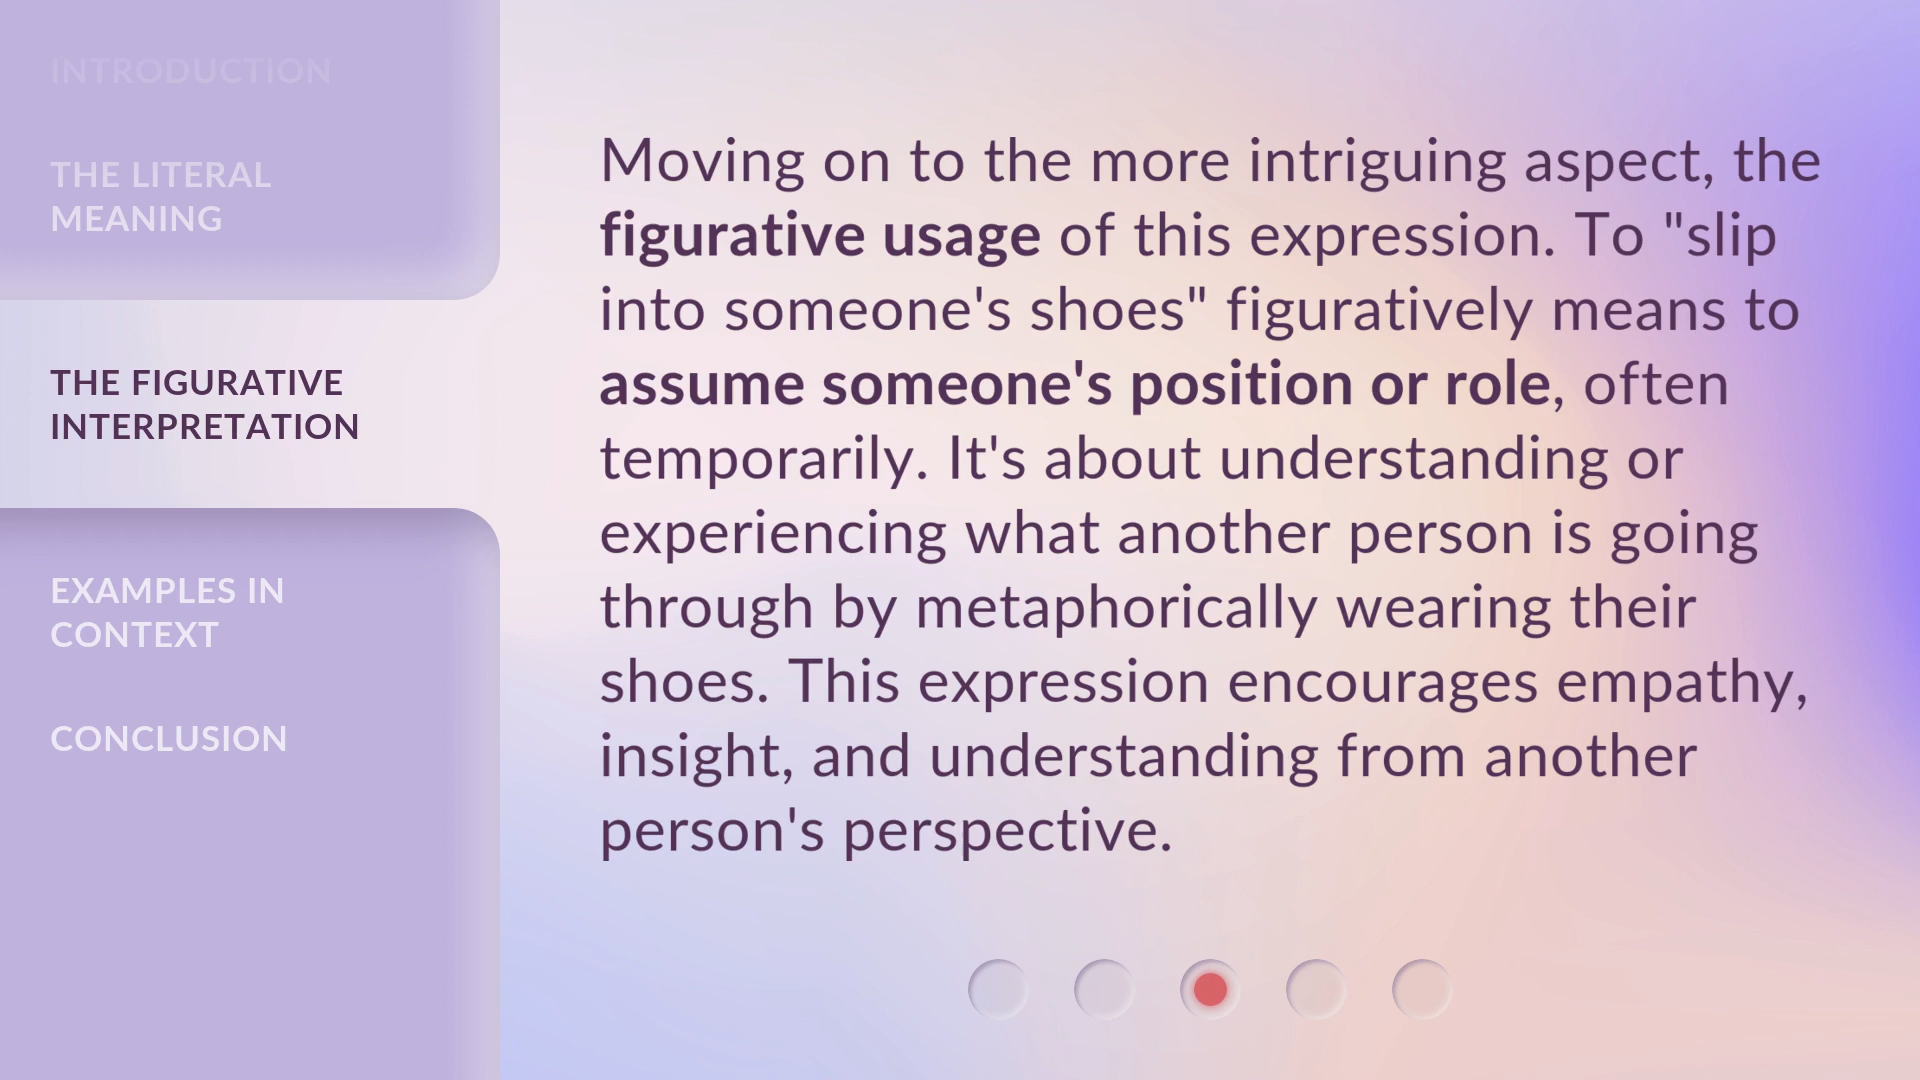 INTRODUCTION
THE LITERAL
MEANING
THE FIGURATIVE
INTERPRETATION
EXAMPLES IN
CONTEXT
CONCLUSION
Moving on to the more intriguing aspect, the
figurative usage of this expression. To "slip
into someone's shoes" figuratively means to
assume someone's position or role, often
temporarily. It's about understanding or
experiencing what another person is going
through by metaphorically wearing their
shoes. This expression encourages empathy,
insight, and understanding from another
person's perspective.